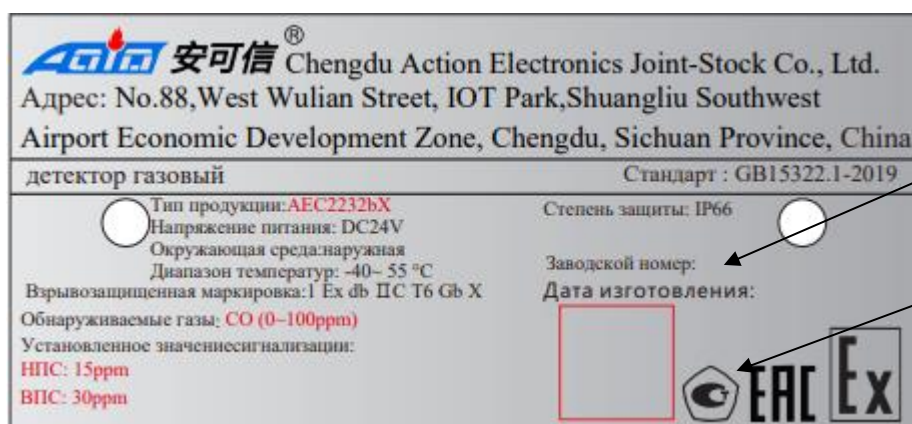 Action 安可信 ® Chengdu Action Electronics Joint-Stock Co., Ltd.
Адрес: No.88,West Wulian Street, IOT Park,Shuangliu Southwest
Airport Economic Development Zone, Chengdu, Sichuan Province, China
детектор газовый
Стандарт : GB15322.1-2019
Тип продукции:AEC2232bX
Напряжение питания: DC24V
Окружающая среда:наружная
Диапазон температур: -40~ 55 °C
Взрывозащищенная маркировка:1 Ex db IIC T6 Gb X
Обнаруживаемые газы: CO (0~100ppm)
Установленное значениесигнализации:
НПС: 15ppm
ВПС: 30ppm
Степень защиты: IP66
Заводской номер:
Дата изготовления:
EAC Ex